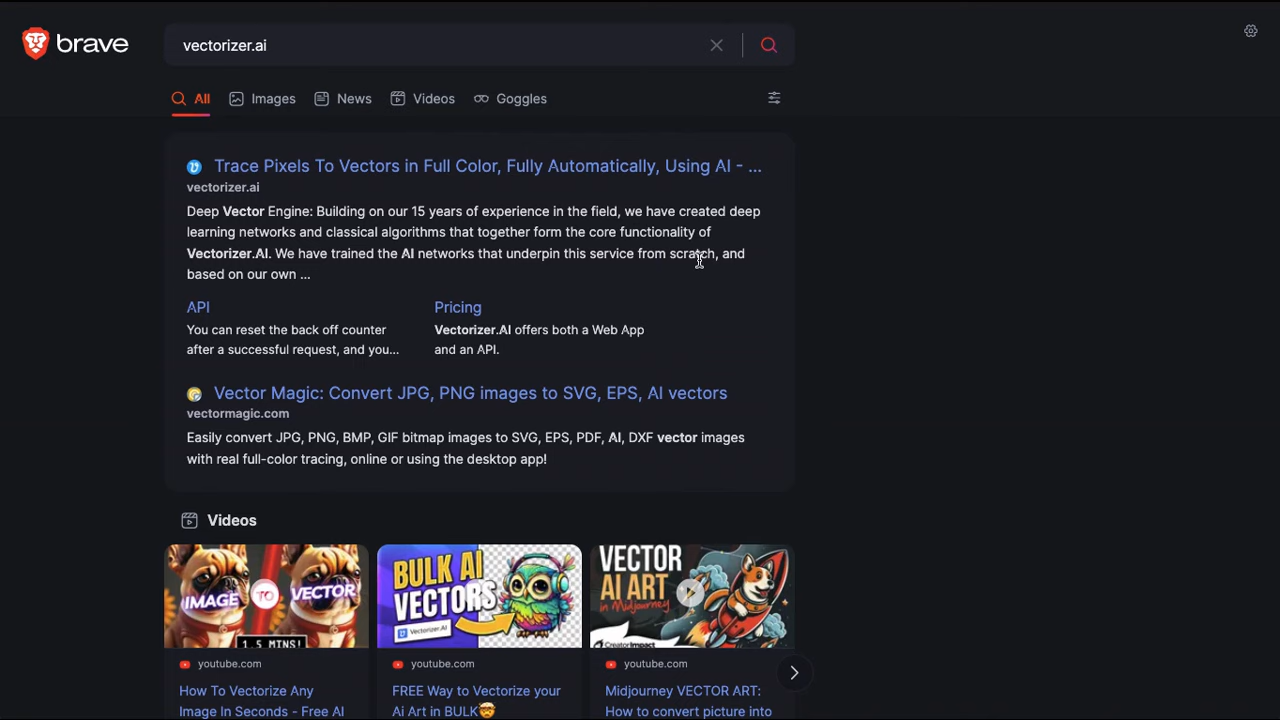 brave
vectorizer.ai
All Images News Videos Goggles
Trace Pixels To Vectors in Full Color, Fully Automatically, Using AI - ...
vectorizer.ai
Deep Vector Engine: Building on our 15 years of experience in the field, we have created deep
learning networks and classical algorithms that together form the core functionality of
Vectorizer.AI. We have trained the AI networks that underpin this service from scratch, and
based on our own ...
API
You can reset the back off counter
after a successful request, and you...
Pricing
Vectorizer.AI offers both a Web App
and an API.
Vector Magic: Convert JPG, PNG images to SVG, EPS, AI vectors
vectormagic.com
Easily convert JPG, PNG, BMP, GIF bitmap images to SVG, EPS, PDF, AI, DXF vector images
with real full-color tracing, online or using the desktop app!
Videos
IMAGE TO VECTOR
1.5 MINS!
youtube.com
How To Vectorize Any
Image In Seconds - Free AI
BULK AI
VECTORS
Vectorizer.AI
youtube.com
FREE Way to Vectorize your
Ai Art in BULK🤯
VECTOR
AI ART
in Midjourney
CreatorImpact
youtube.com
Midjourney VECTOR ART:
How to convert picture into